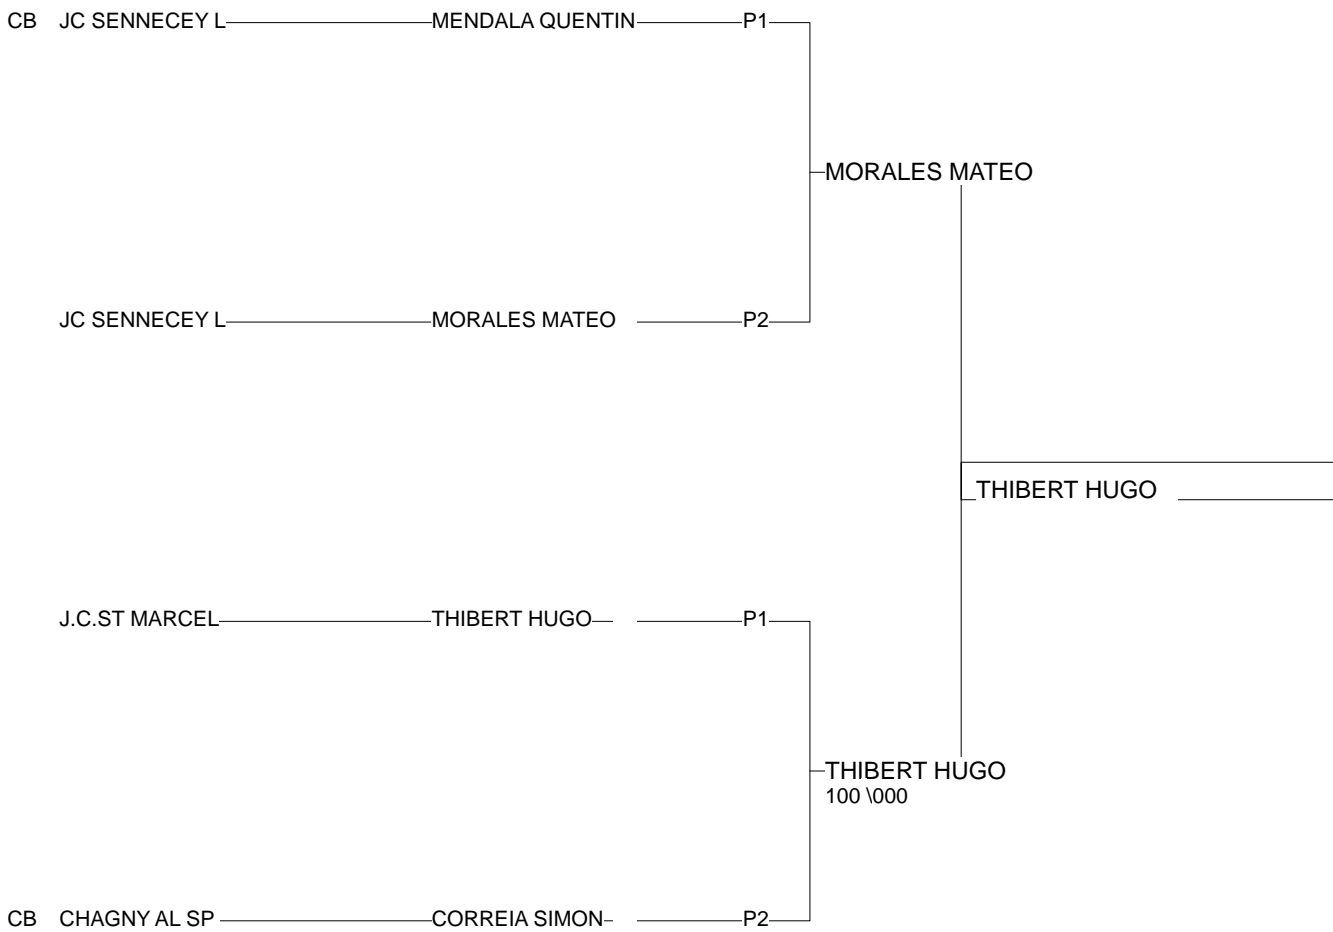 CB JC SENNECEY L MENDALA QUENTIN P1
MORALES MATEO
JC SENNECEY L MORALES MATEO P2
THIBERT HUGO
J.C.ST MARCEL THIBERT HUGO P1
THIBERT HUGO
100 \000
CB CHAGNY AL SP CORREIA SIMON P2